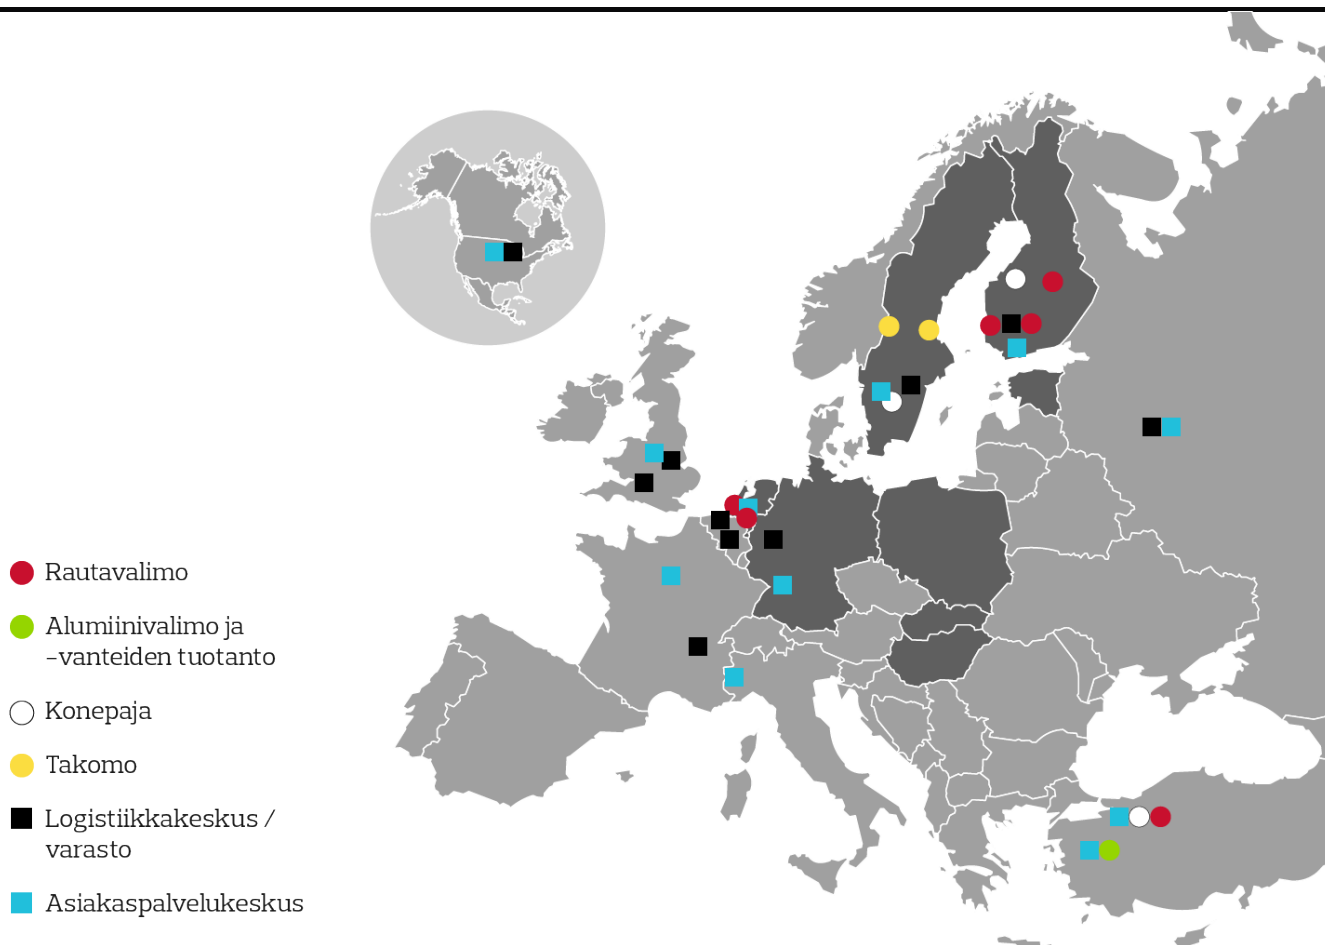 Rautavalimo
Alumiinivalimo ja
-vanteiden tuotanto
Konepaja
Takomo
Logistiikkakeskus /
varasto
Asiakaspalvelukeskus